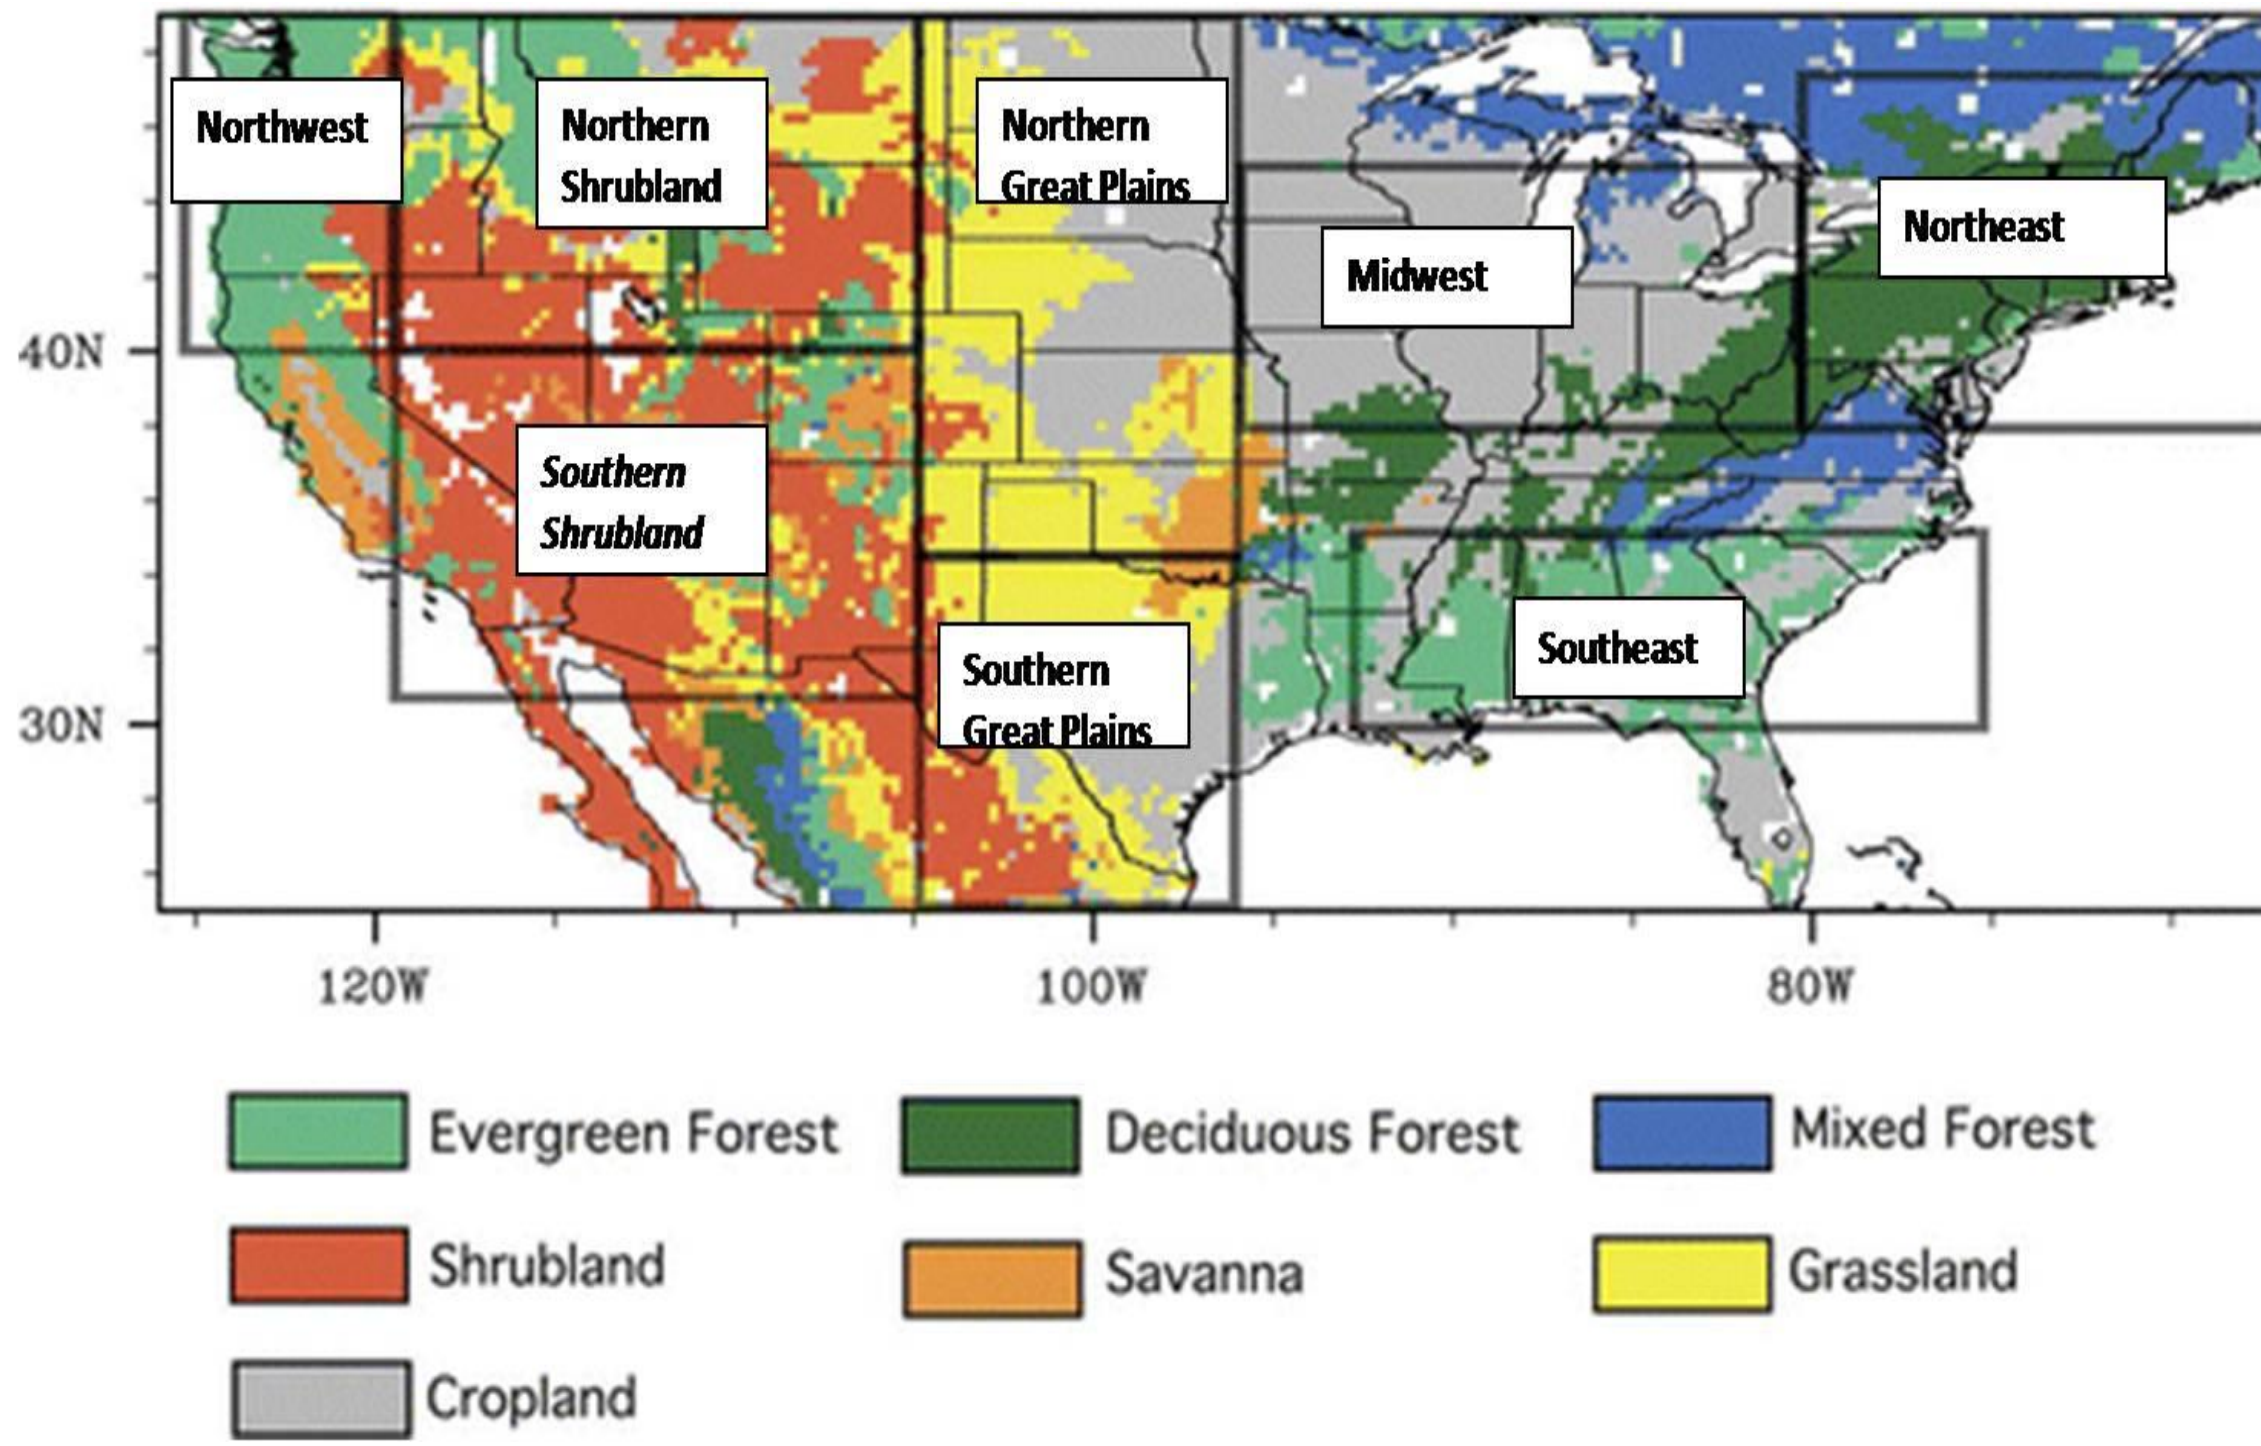 Northwest
Northern
Shrubland
Northern
Great Plains
Northeast
Midwest
40N
Southern
Shrubland
Southeast
Southern
Great Plains
30N
120W
100W
80W
Evergreen Forest
Deciduous Forest
Mixed Forest
Shrubland
Savanna
Grassland
Cropland